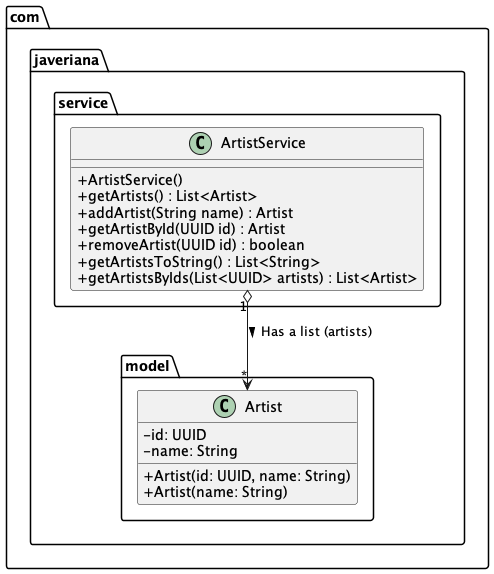 com
javeriana
service
C ArtistService
+ArtistService()
+getArtists() : List<Artist>
+addArtist(String name) : Artist
+getArtistById(UUID id) : Artist
+removeArtist(UUID id) : boolean
+getArtistsToString() : List<String>
+getArtistsByIds(List<UUID> artists) : List<Artist>
1
Has a list (artists)
*
model
C Artist
−id: UUID
−name: String
+Artist(id: UUID, name: String)
+Artist(name: String)